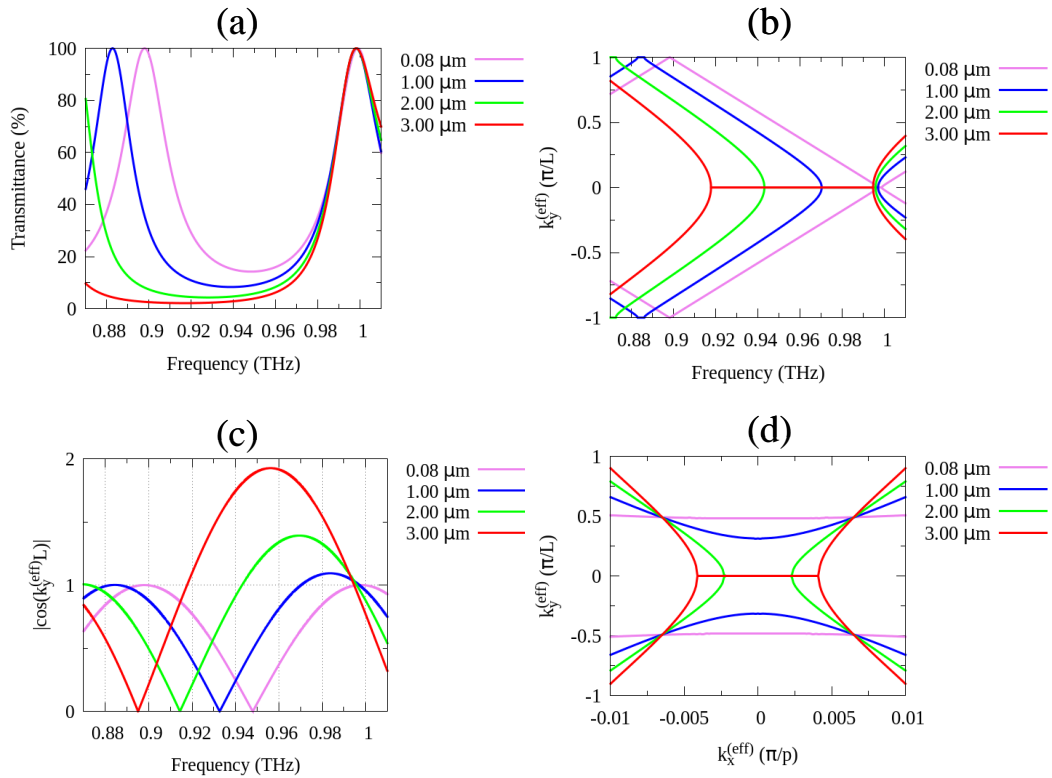 (a)
100
80
60
40
20
0
Transmittance (%)
0.88 0.9 0.92 0.94 0.96 0.98 1
Frequency (THz)
0.08 μm
1.00 μm
2.00 μm
3.00 μm
(b)
1
0.5
0
-0.5
-1
k_y^(eff) (π/L)
0.88 0.9 0.92 0.94 0.96 0.98 1
Frequency (THz)
0.08 μm
1.00 μm
2.00 μm
3.00 μm
(c)
2
1
0
|cos(k_y^(eff)L)|
0.88 0.9 0.92 0.94 0.96 0.98 1
Frequency (THz)
0.08 μm
1.00 μm
2.00 μm
3.00 μm
(d)
1
0.5
0
-0.5
-1
k_y^(eff) (π/L)
-0.01 -0.005 0 0.005 0.01
k_x^(eff) (π/p)
0.08 μm
1.00 μm
2.00 μm
3.00 μm